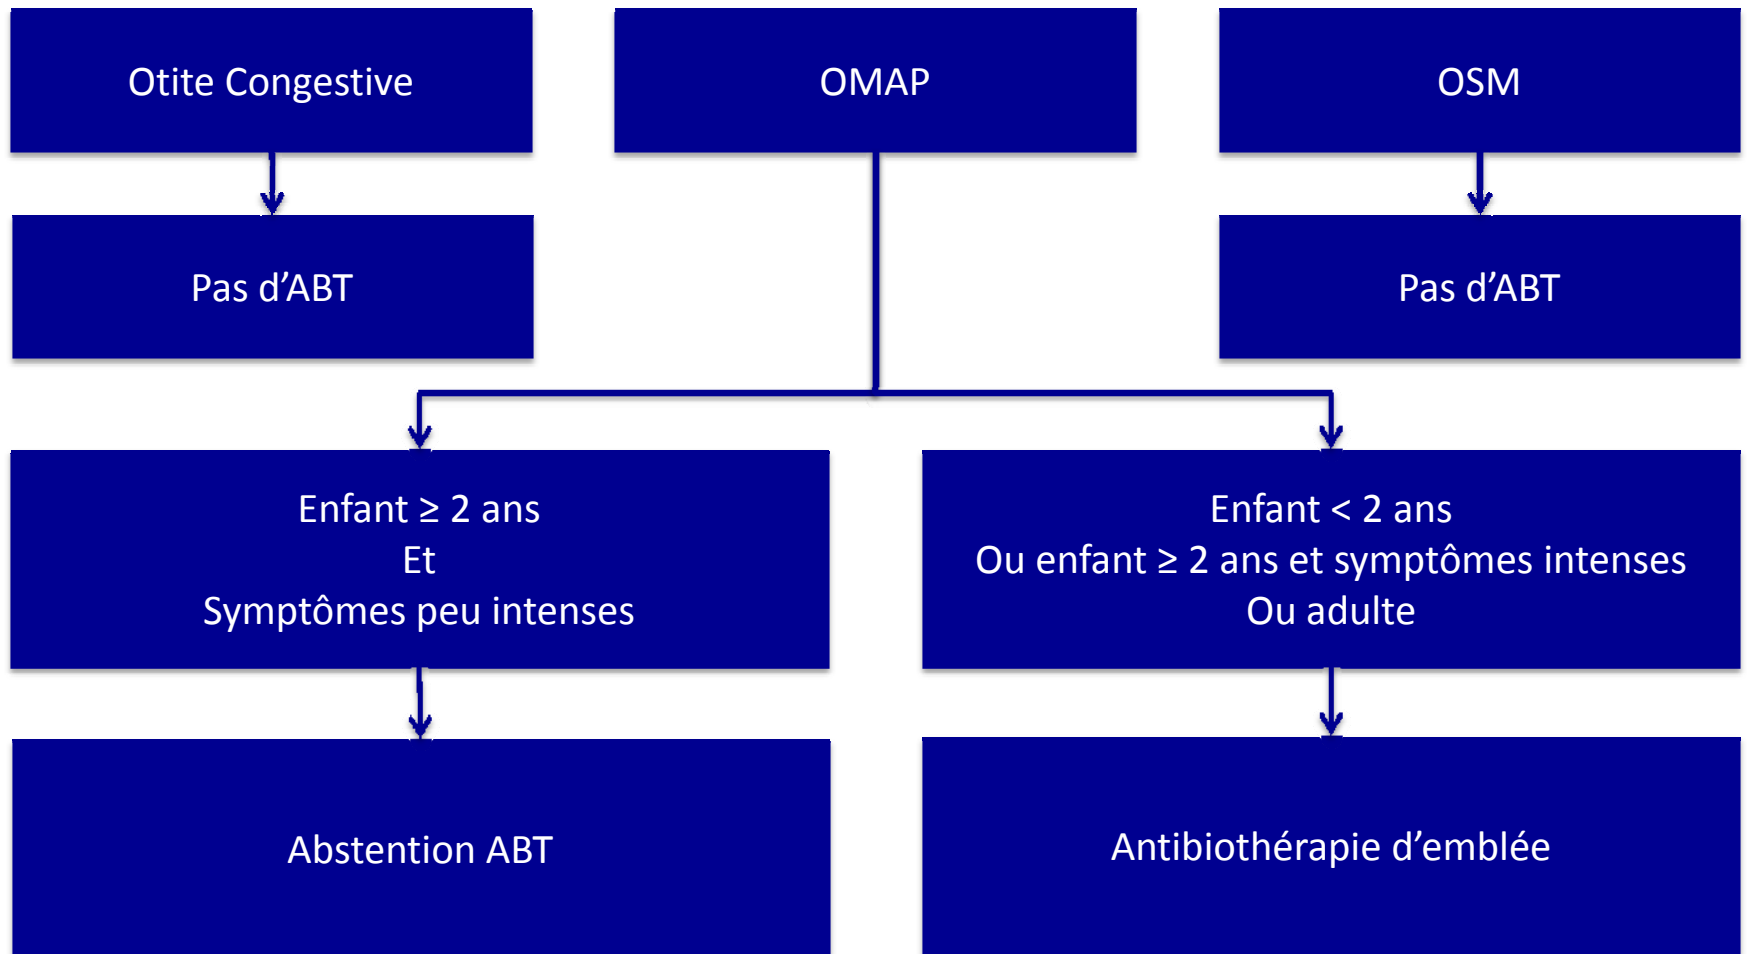 Otite Congestive
OMAP
OSM
Pas d’ABT
Pas d’ABT
Enfant ≥ 2 ans
Et
Symptômes peu intenses
Enfant < 2 ans
Ou enfant ≥ 2 ans et symptômes intenses
Ou adulte
Abstention ABT
Antibiothérapie d’emblée